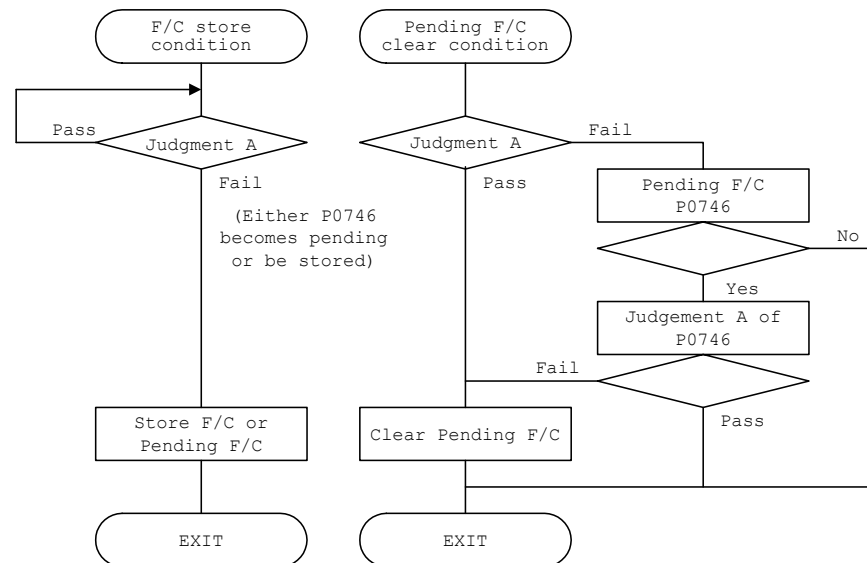 F/C store
condition
Pass
Judgment A
Fail
(Either P0746
becomes pending
or be stored)
Store F/C or
Pending F/C
EXIT
Pending F/C
clear condition
Judgment A
Fail
Pass
Pending F/C
P0746
No
Yes
Judgement A of
P0746
Fail
Pass
Clear Pending F/C
EXIT